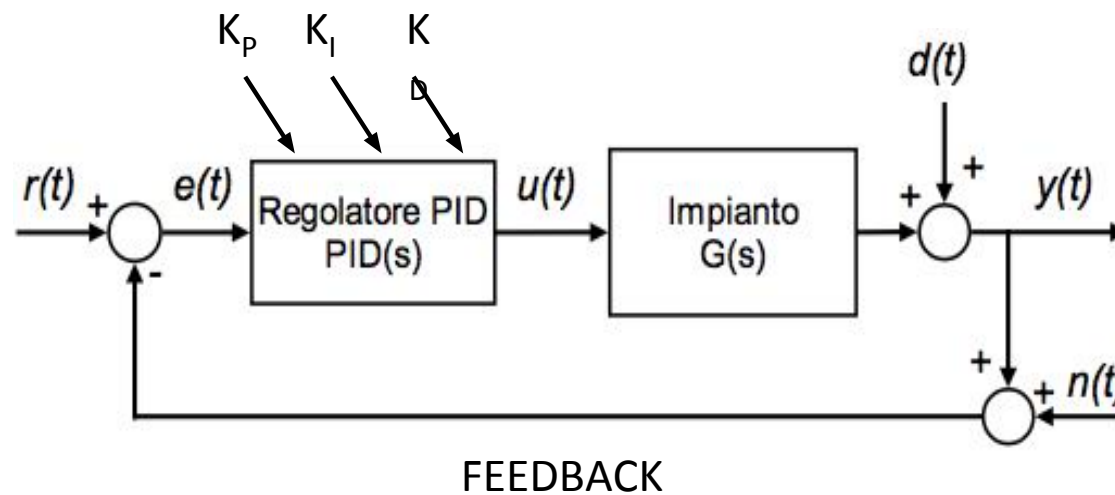 K_P K_I K_D
d(t)
r(t) + e(t) Regolatore PID u(t) Impianto + + y(t)
PID(s) G(s)
-
+ + n(t)
FEEDBACK